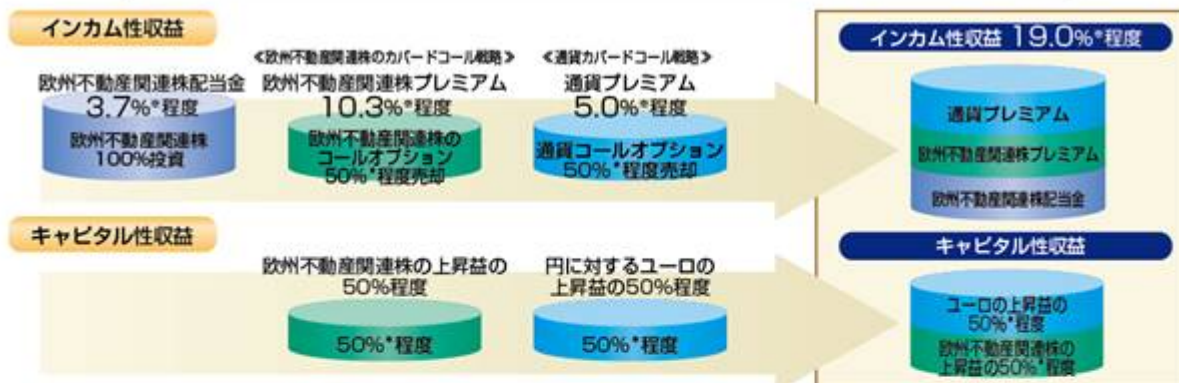 インカム性収益
欧州不動産関連株配当金
3.7%*程度
欧州不動産関連株
100%投資
≪欧州不動産関連株のカバードコール戦略≫
欧州不動産関連株プレミアム
10.3%*程度
欧州不動産関連株の
コールオプション
50%*程度売却
≪通貨カバードコール戦略≫
通貨プレミアム
5.0%*程度
通貨コールオプション
50%*程度売却
インカム性収益 19.0%*程度
通貨プレミアム
欧州不動産関連株プレミアム
欧州不動産関連株配当金
キャピタル性収益
欧州不動産関連株の上昇益の
50%程度
50%*程度
円に対するユーロの
上昇益の50%程度
50%*程度
キャピタル性収益
ユーロの上昇益の
50%*程度
欧州不動産関連株の
上昇益の50%*程度